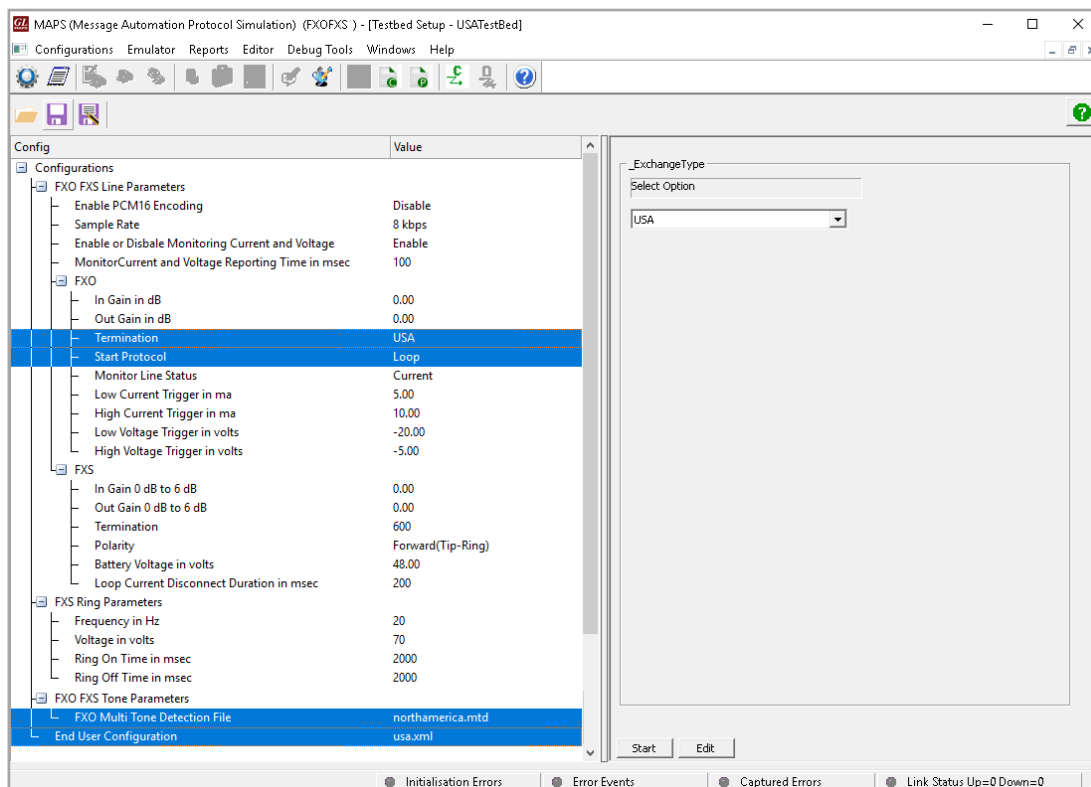 GL MAPS MAPS (Message Automation Protocol Simulation) (FXOFXS ) - [Testbed Setup - USATestBed]
Configurations Emulator Reports Editor Debug Tools Windows Help
Config Value
Configurations
FXO FXS Line Parameters
Enable PCM16 Encoding Disable
Sample Rate 8 kbps
Enable or Disbale Monitoring Current and Voltage Enable
MonitorCurrent and Voltage Reporting Time in msec 100
FXO
In Gain in dB 0.00
Out Gain in dB 0.00
Termination USA
Start Protocol Loop
Monitor Line Status Current
Low Current Trigger in ma 5.00
High Current Trigger in ma 10.00
Low Voltage Trigger in volts -20.00
High Voltage Trigger in volts -5.00
FXS
In Gain 0 dB to 6 dB 0.00
Out Gain 0 dB to 6 dB 0.00
Termination 600
Polarity Forward(Tip-Ring)
Battery Voltage in volts 48.00
Loop Current Disconnect Duration in msec 200
FXS Ring Parameters
Frequency in Hz 20
Voltage in volts 70
Ring On Time in msec 2000
Ring Off Time in msec 2000
FXO FXS Tone Parameters
FXO Multi Tone Detection File northamerica.mtd
End User Configuration usa.xml
_ExchangeType
Select Option
USA
Start Edit
Initialisation Errors Error Events Captured Errors Link Status Up=0 Down=0